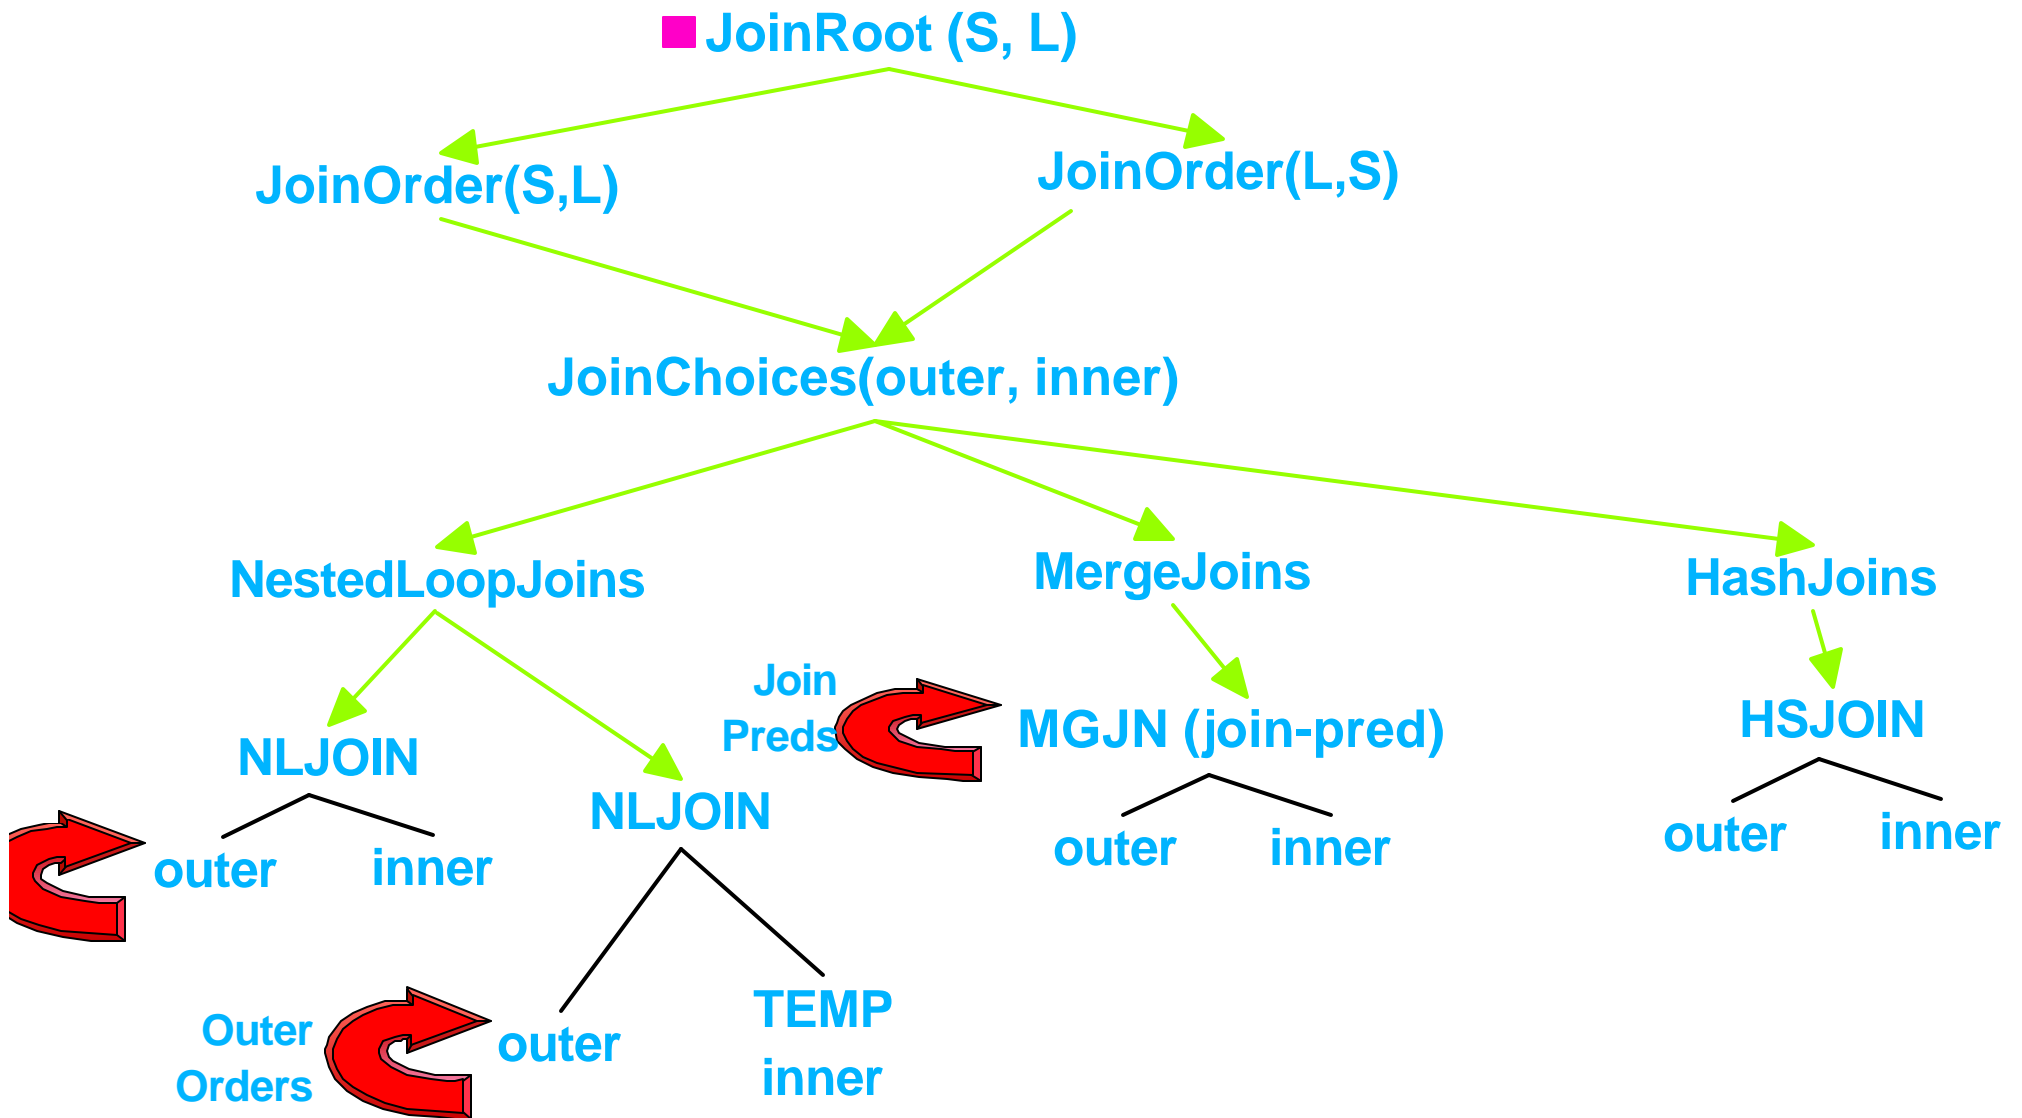 JoinRoot (S, L)
JoinOrder(S,L)
JoinOrder(L,S)
JoinChoices(outer, inner)
NestedLoopJoins
MergeJoins
HashJoins
Join
Preds
NLJOIN
NLJOIN
MGJN (join-pred)
HSJOIN
outer
inner
outer
inner
outer
inner
Outer
Orders
outer
TEMP
inner